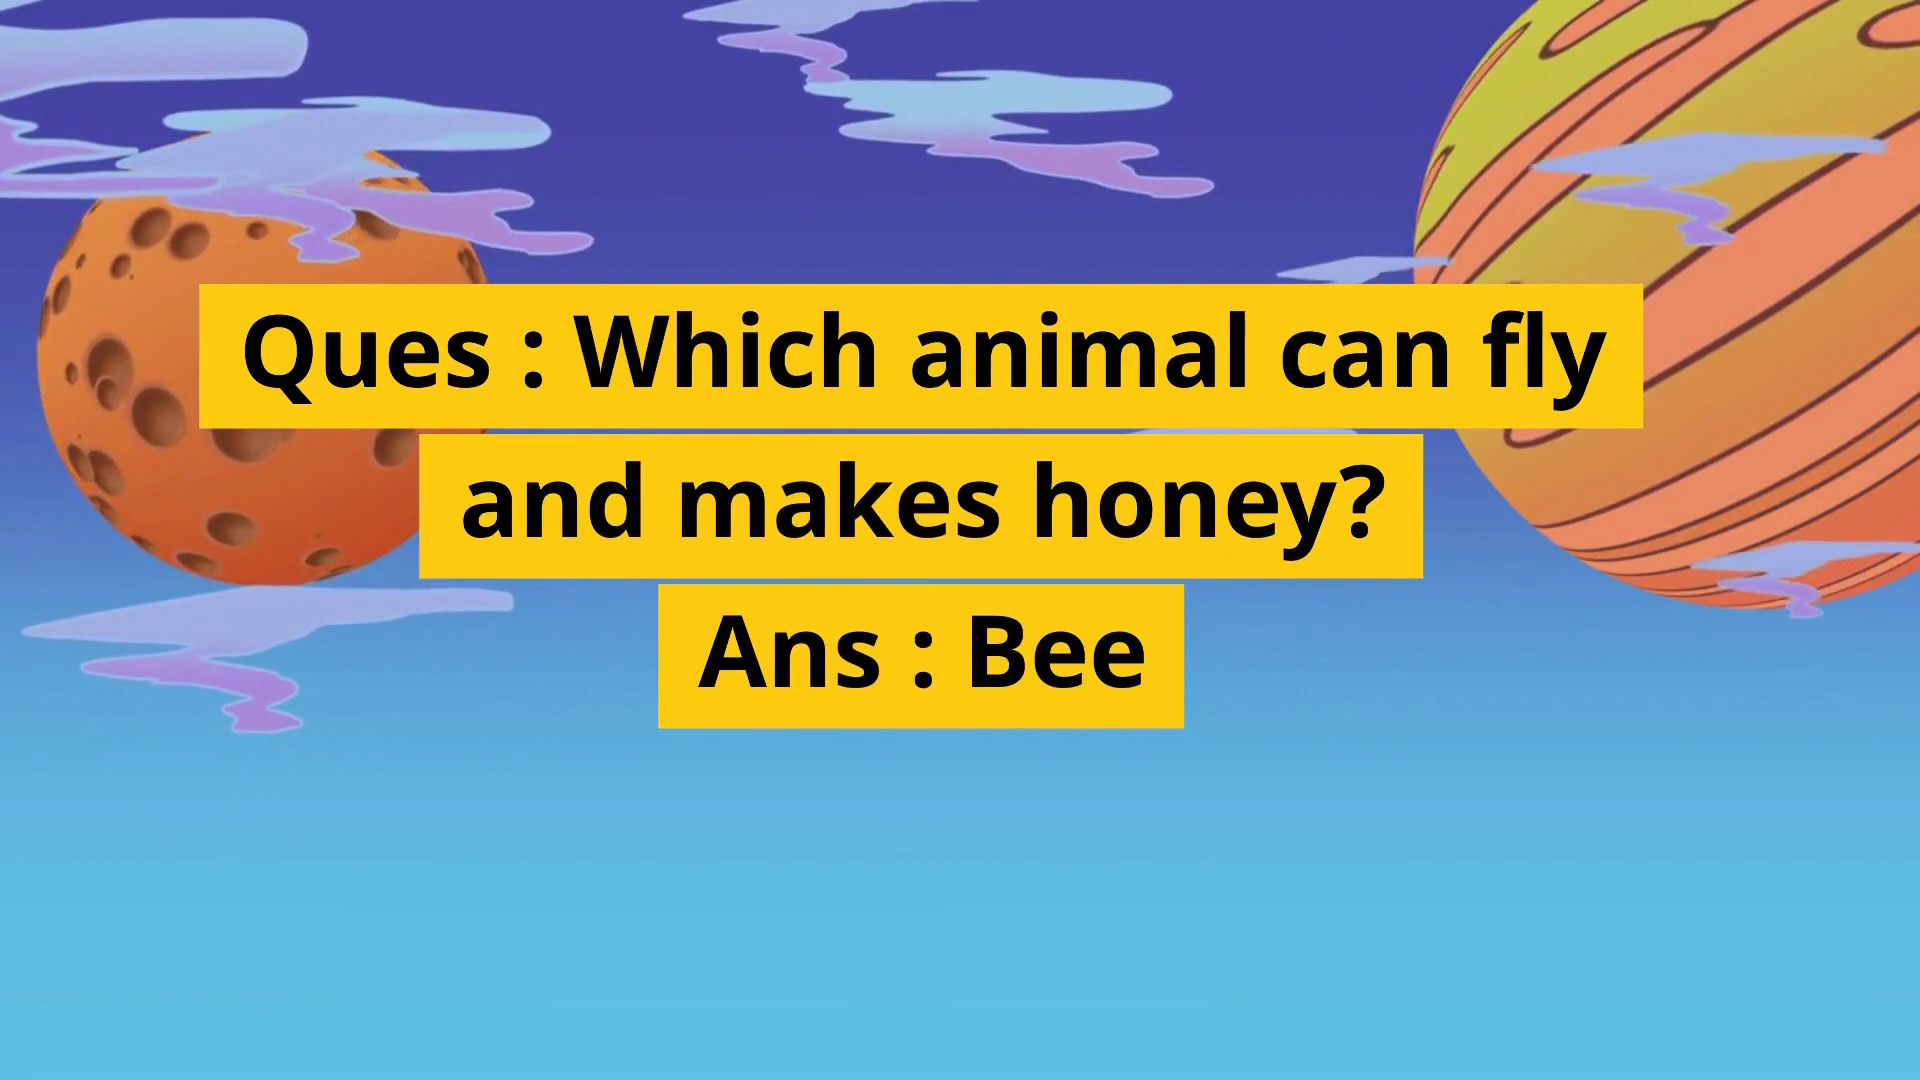 Ques : Which animal can fly
and makes honey?
Ans : Bee